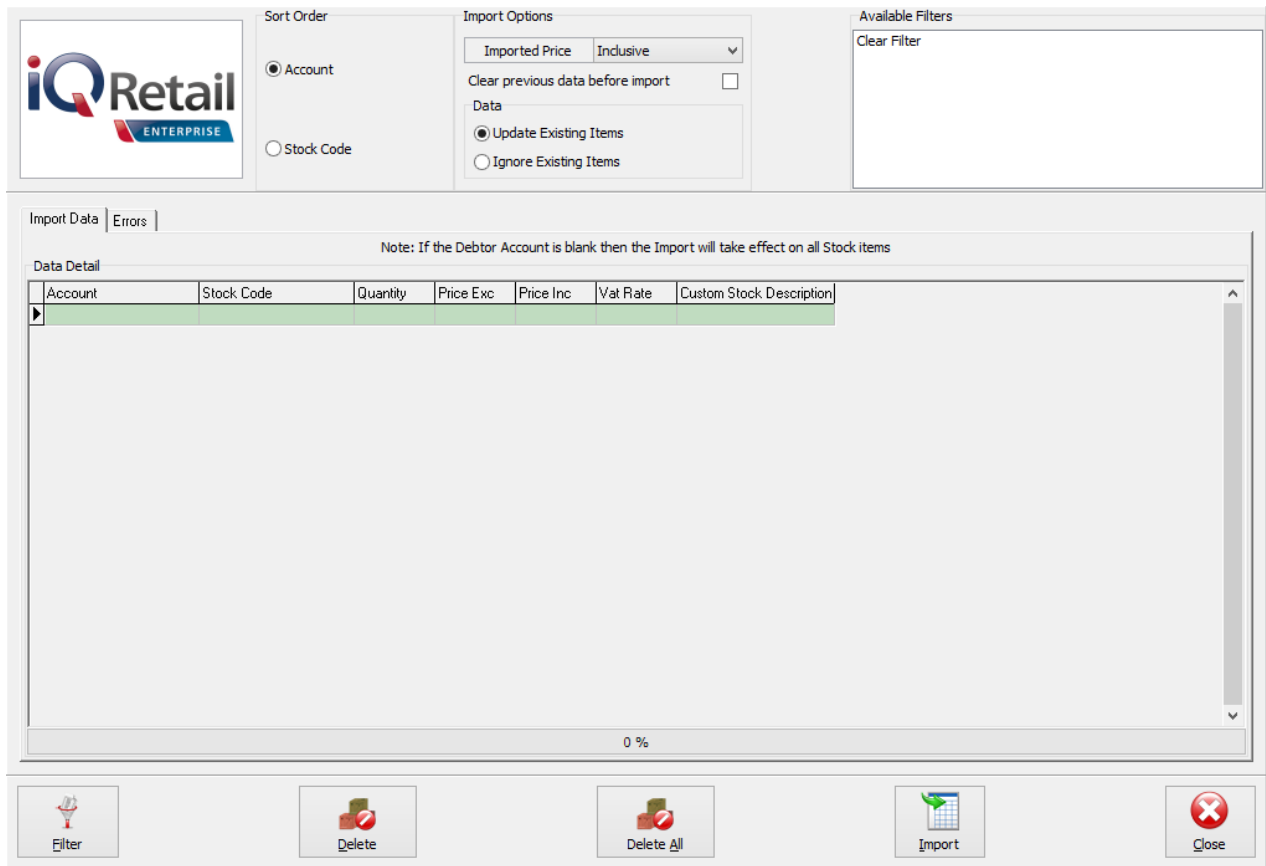 iQ Retail
ENTERPRISE
Sort Order
Account
Stock Code
Import Options
Imported Price Inclusive
Clear previous data before import
Data
Update Existing Items
Ignore Existing Items
Available Filters
Clear Filter
Import Data Errors
Note: If the Debtor Account is blank then the Import will take effect on all Stock items
Data Detail
Account Stock Code Quantity Price Exc Price Inc Vat Rate Custom Stock Description
0 %
Filter Delete Delete All Import Close